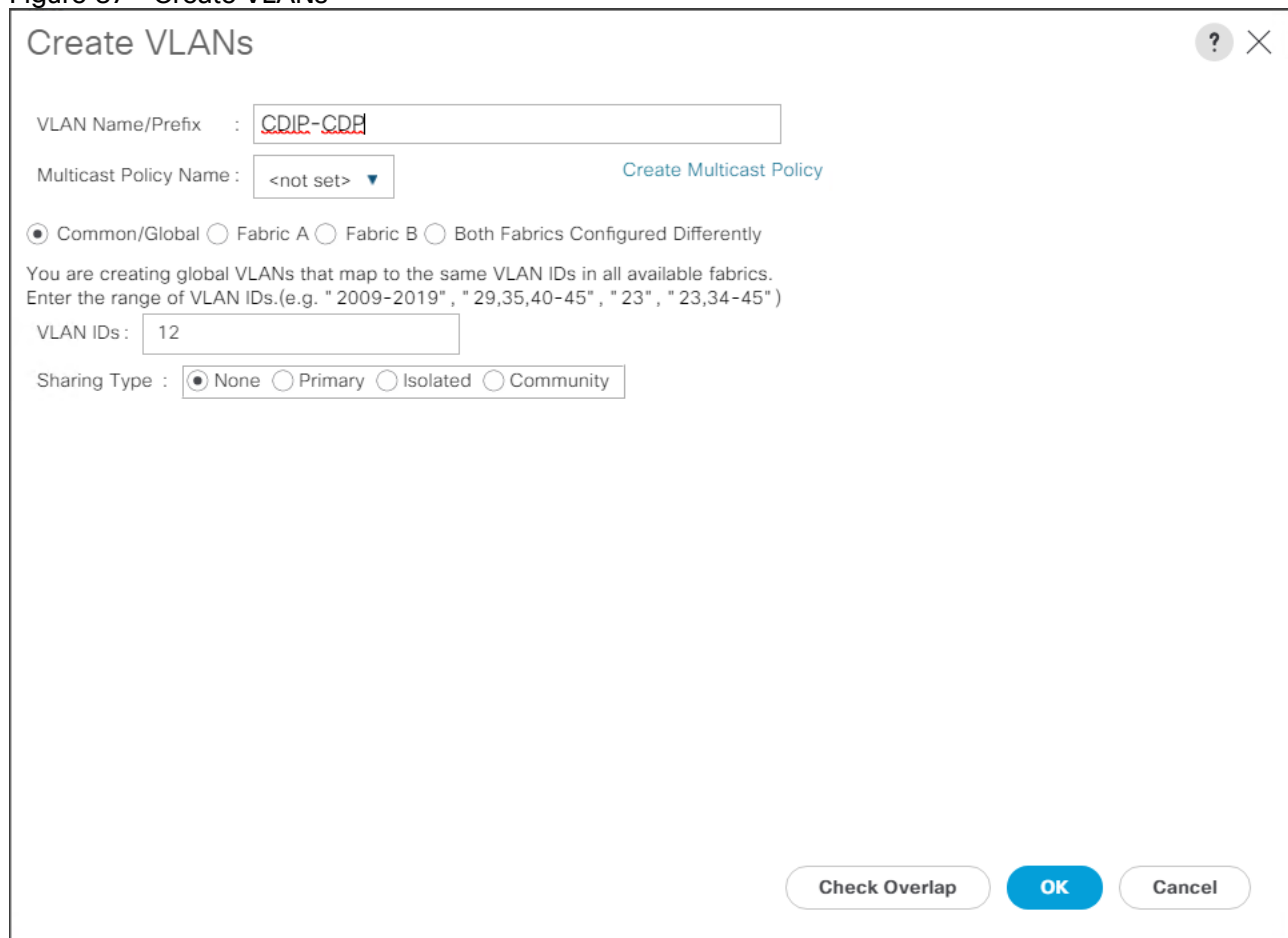 Create VLANs
?
VLAN Name/Prefix : CDIP-CDP
Multicast Policy Name : <not set> Create Multicast Policy
Common/Global Fabric A Fabric B Both Fabrics Configured Differently
You are creating global VLANs that map to the same VLAN IDs in all available fabrics.
Enter the range of VLAN IDs.(e.g. "2009-2019", "29,35,40-45", "23", "23,34-45")
VLAN IDs : 12
Sharing Type : None Primary Isolated Community
Check Overlap OK Cancel